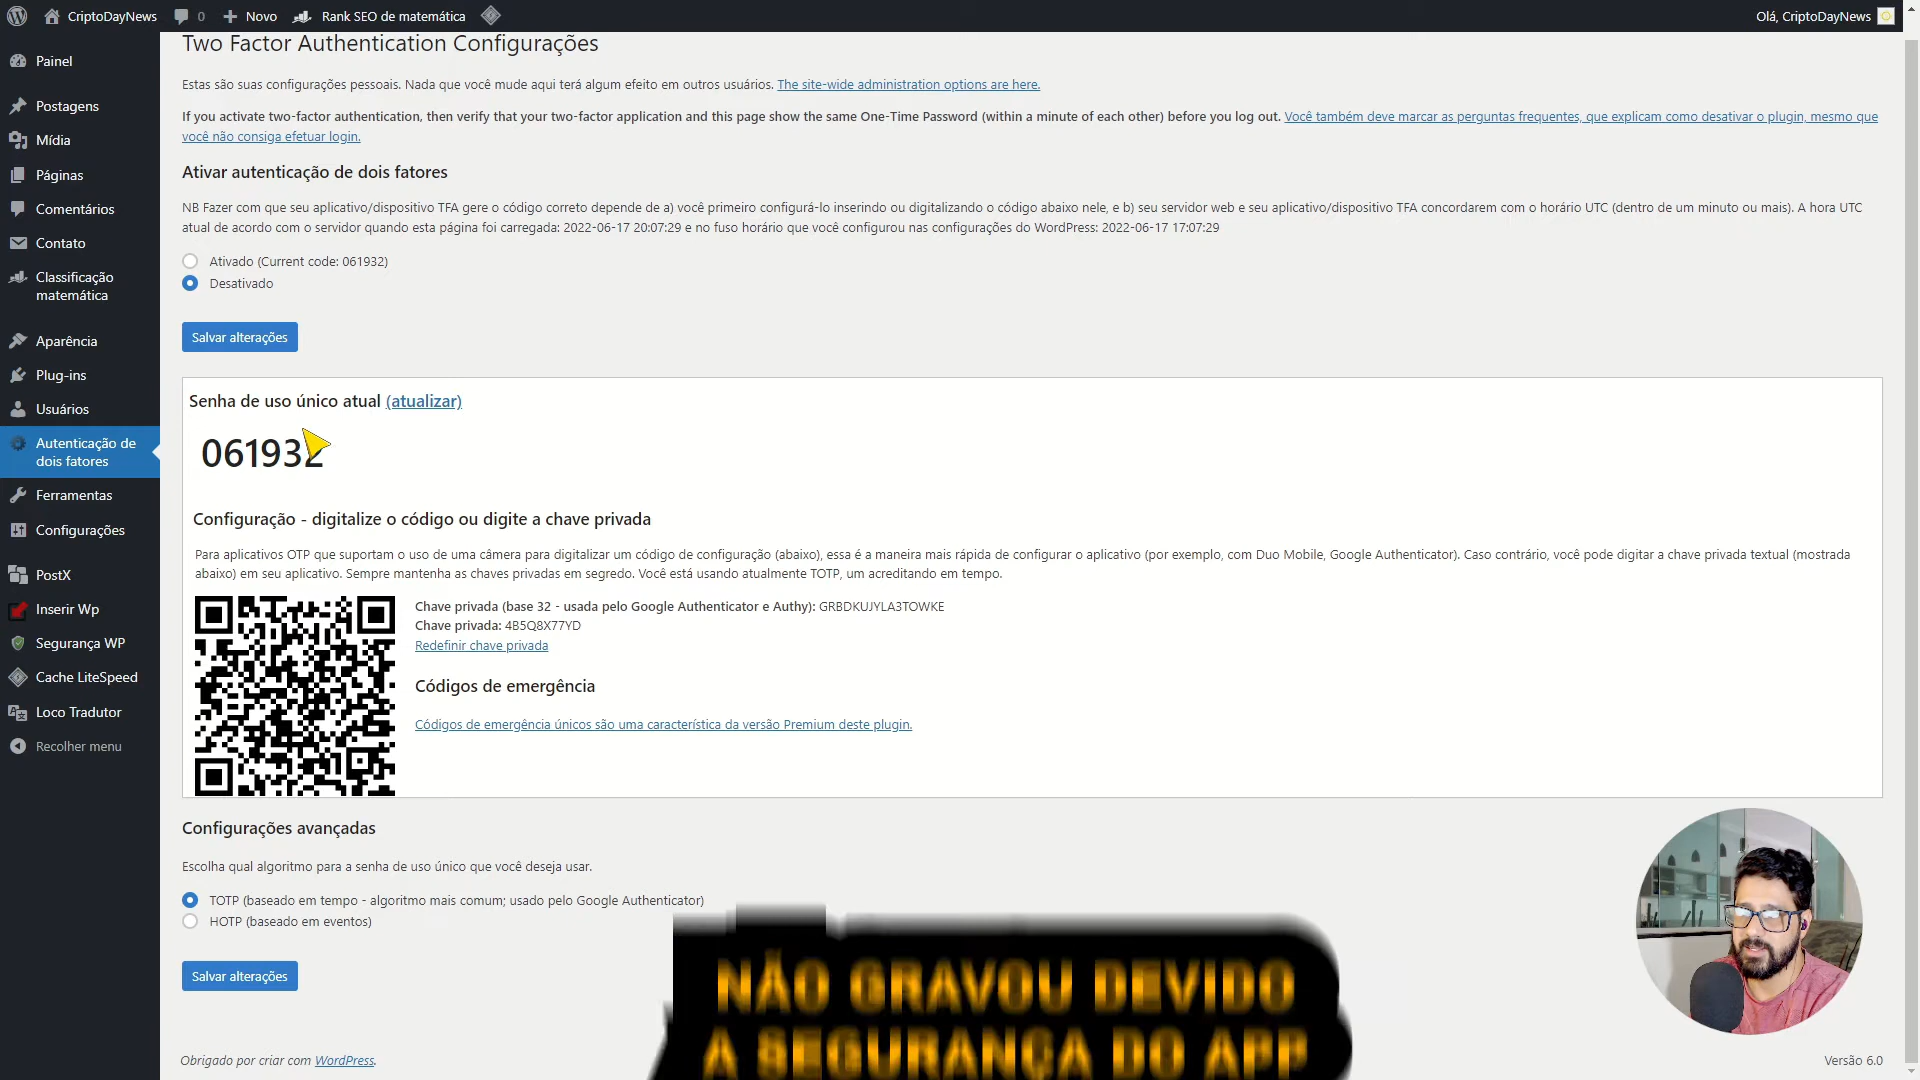 CriptoDayNews 0 Novo Rank SEO de matemática Olá, CriptoDayNews
Painel
Postagens
Mídia
Páginas
Comentários
Contato
Classificação
matemática
Aparência
Plug-ins
Usuários
Autenticação de
dois fatores
Ferramentas
Configurações
PostX
Inserir Wp
Segurança WP
Cache LiteSpeed
Loco Tradutor
Recolher menu
Two Factor Authentication Configurações
Estas são suas configurações pessoais. Nada que você mude aqui terá algum efeito em outros usuários. The site-wide administration options are here.
If you activate two-factor authentication, then verify that your two-factor application and this page show the same One-Time Password (within a minute of each other) before you log out. Você também deve marcar as perguntas frequentes, que explicam como desativar o plugin, mesmo que
você não consiga efetuar login.
Ativar autenticação de dois fatores
NB Fazer com que seu aplicativo/dispositivo TFA gere o código correto depende de a) você primeiro configurá-lo inserindo ou digitalizando o código abaixo nele, e b) seu servidor web e seu aplicativo/dispositivo TFA concordarem com o horário UTC (dentro de um minuto ou mais). A hora UTC
atual de acordo com o servidor quando esta página foi carregada: 2022-06-17 20:07:29 e no fuso horário que você configurou nas configurações do WordPress: 2022-06-17 17:07:29
Ativado (Current code: 061932)
Desativado
Salvar alterações
Senha de uso único atual (atualizar)
061932
Configuração - digitalize o código ou digite a chave privada
Para aplicativos OTP que suportam o uso de uma câmera para digitalizar um código de configuração (abaixo), essa é a maneira mais rápida de configurar o aplicativo (por exemplo, com Duo Mobile, Google Authenticator). Caso contrário, você pode digitar a chave privada textual (mostrada
abaixo) em seu aplicativo. Sempre mantenha as chaves privadas em segredo. Você está usando atualmente TOTP, um acreditando em tempo.
Chave privada (base 32 - usada pelo Google Authenticator e Authy): GRBDKUJYLA3TOWKE
Chave privada: 4B5Q8X77YD
Redefinir chave privada
Códigos de emergência
Códigos de emergência únicos são uma característica da versão Premium deste plugin.
Configurações avançadas
Escolha qual algoritmo para a senha de uso único que você deseja usar.
TOTP (baseado em tempo - algoritmo mais comum; usado pelo Google Authenticator)
HOTP (baseado em eventos)
Salvar alterações
NÃO GRAVOU DEVIDO
A SEGURANÇA DO APP
Obrigado por criar com WordPress.
Versão 6.0